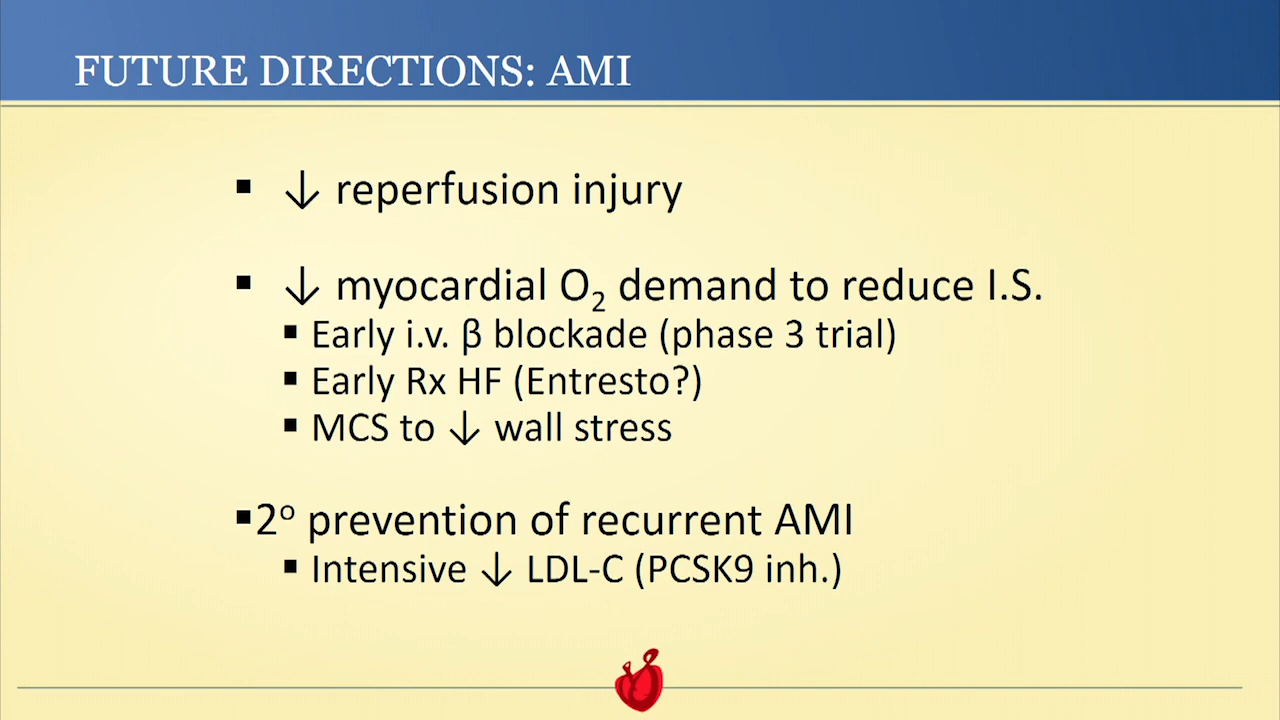 FUTURE DIRECTIONS: AMI
▪ ↓ reperfusion injury
▪ ↓ myocardial O₂ demand to reduce I.S.
▪ Early i.v. β blockade (phase 3 trial)
▪ Early Rx HF (Entresto?)
▪ MCS to ↓ wall stress
▪ 2º prevention of recurrent AMI
▪ Intensive ↓ LDL-C (PCSK9 inh.)